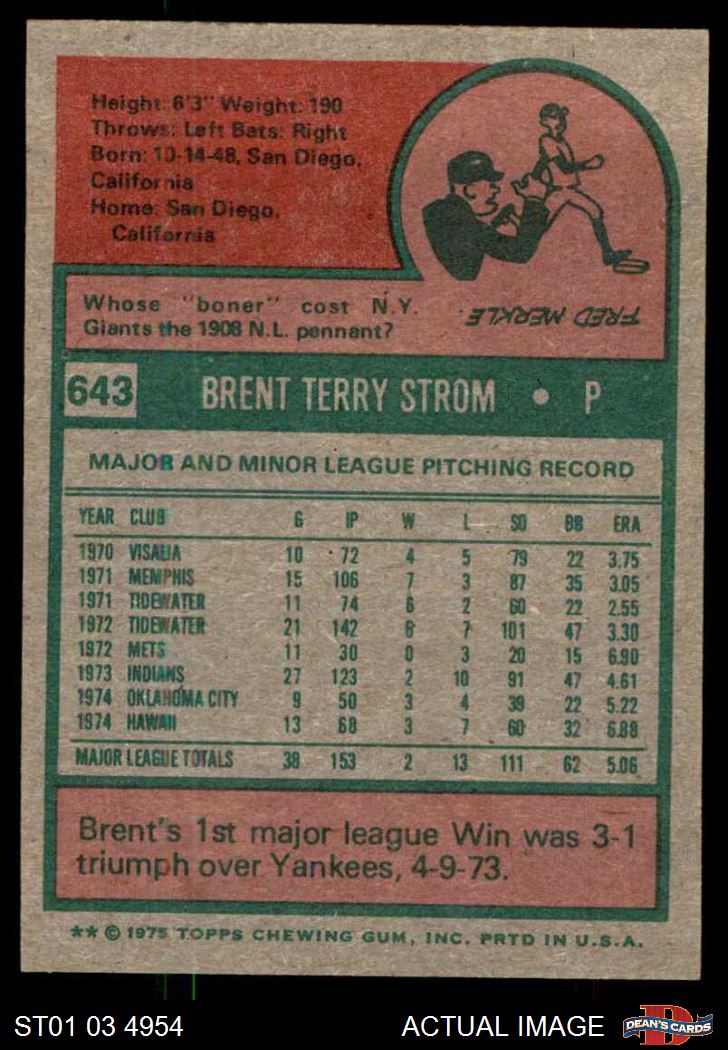 Height: 6'3" Weight: 190
Throws: Left Bats: Right
Born: 10-14-48, San Diego,
California
Home: San Diego,
California
Whose "boner" cost N.Y.
Giants the 1908 N.L. pennant?
FRED MERKLE
643 BRENT TERRY STROM • P
MAJOR AND MINOR LEAGUE PITCHING RECORD
YEAR CLUB G IP W L SO BB ERA
1970 VISALIA 10 72 4 5 79 22 3.75
1971 MEMPHIS 15 106 7 3 87 35 3.05
1971 TIDEWATER 11 74 6 2 60 22 2.55
1972 TIDEWATER 21 142 8 7 101 47 3.30
1972 METS 11 30 0 3 20 15 6.90
1973 INDIANS 27 123 2 10 91 47 4.61
1974 OKLAHOMA CITY 9 50 3 4 39 22 5.22
1974 HAWAII 13 68 3 7 60 32 6.88
MAJOR LEAGUE TOTALS 38 153 2 13 111 62 5.06
Brent's 1st major league Win was 3-1
triumph over Yankees, 4-9-73.
** © 1975 TOPPS CHEWING GUM, INC. PRTD IN U.S.A.
ST01 03 4954 ACTUAL IMAGE DEAN'S CARDS